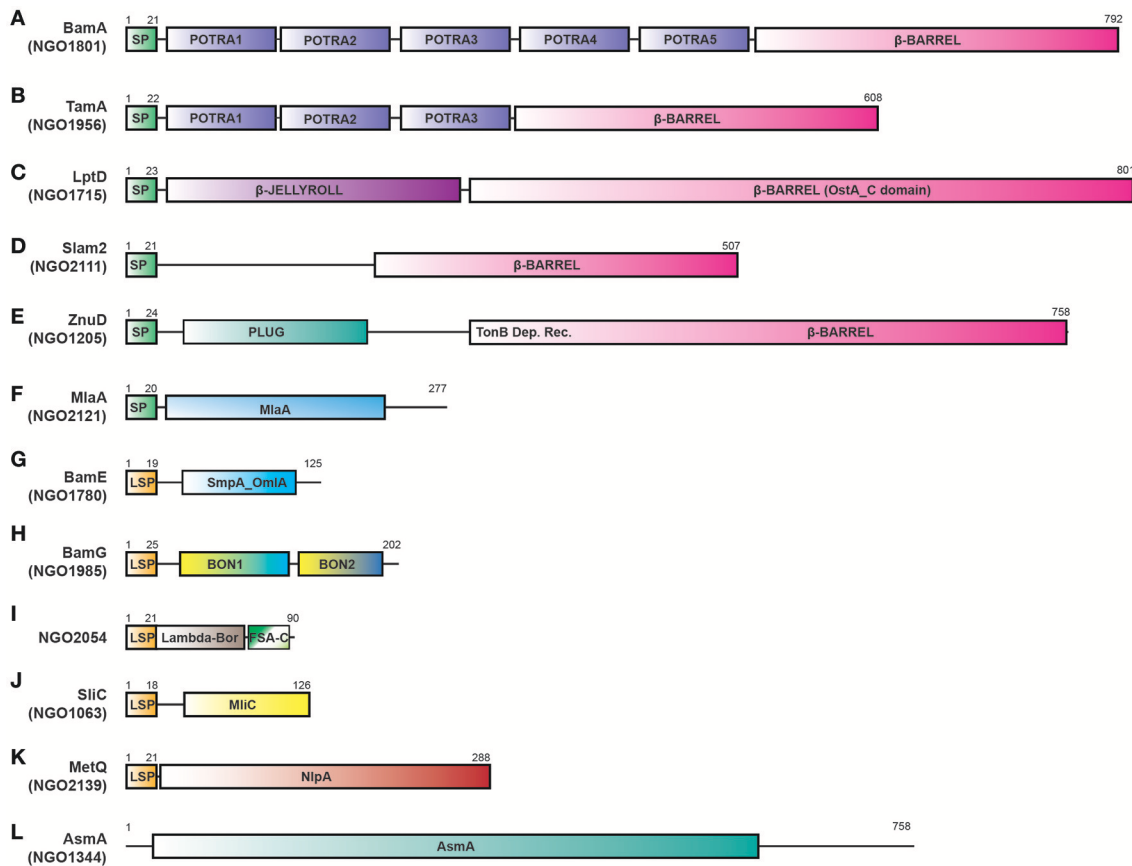 A
BamA
(NGO1801)
1 21 792
SP POTRA1 POTRA2 POTRA3 POTRA4 POTRA5 β-BARREL
B
TamA
(NGO1956)
1 22 608
SP POTRA1 POTRA2 POTRA3 β-BARREL
C
LptD
(NGO1715)
1 23 801
SP β-JELLYROLL β-BARREL (OstA_C domain)
D
Slam2
(NGO2111)
1 21 507
SP β-BARREL
E
ZnuD
(NGO1205)
1 24 758
SP PLUG TonB Dep. Rec. β-BARREL
F
MlaA
(NGO2121)
1 20 277
SP MlaA
G
BamE
(NGO1780)
1 19 125
LSP SmpA_OmlA
H
BamG
(NGO1985)
1 25 202
LSP BON1 BON2
I
NGO2054
1 21 90
LSP Lambda-Bor FSA-C
J
SliC
(NGO1063)
1 18 126
LSP MliC
K
MetQ
(NGO2139)
1 21 288
LSP NlpA
L
AsmA
(NGO1344)
1 758
AsmA